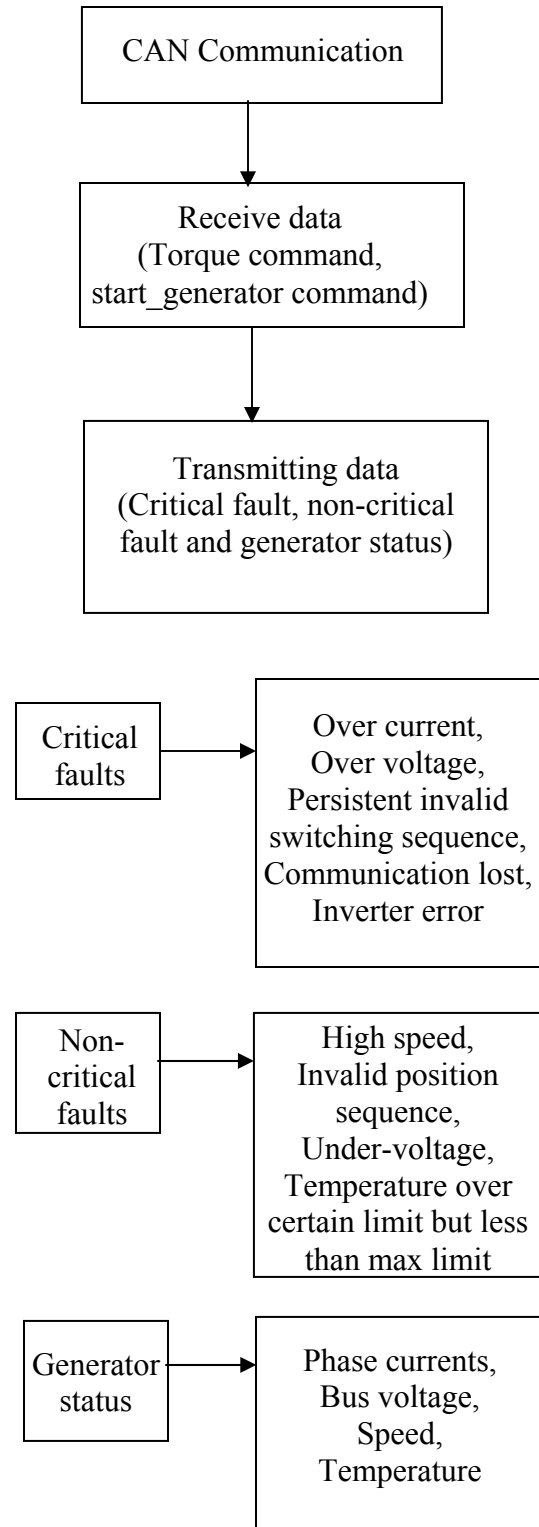 CAN Communication
Receive data
(Torque command,
start_generator command)
Transmitting data
(Critical fault, non-critical
fault and generator status)
Critical
faults
Over current,
Over voltage,
Persistent invalid
switching sequence,
Communication lost,
Inverter error
Non-
critical
faults
High speed,
Invalid position
sequence,
Under-voltage,
Temperature over
certain limit but less
than max limit
Generator
status
Phase currents,
Bus voltage,
Speed,
Temperature